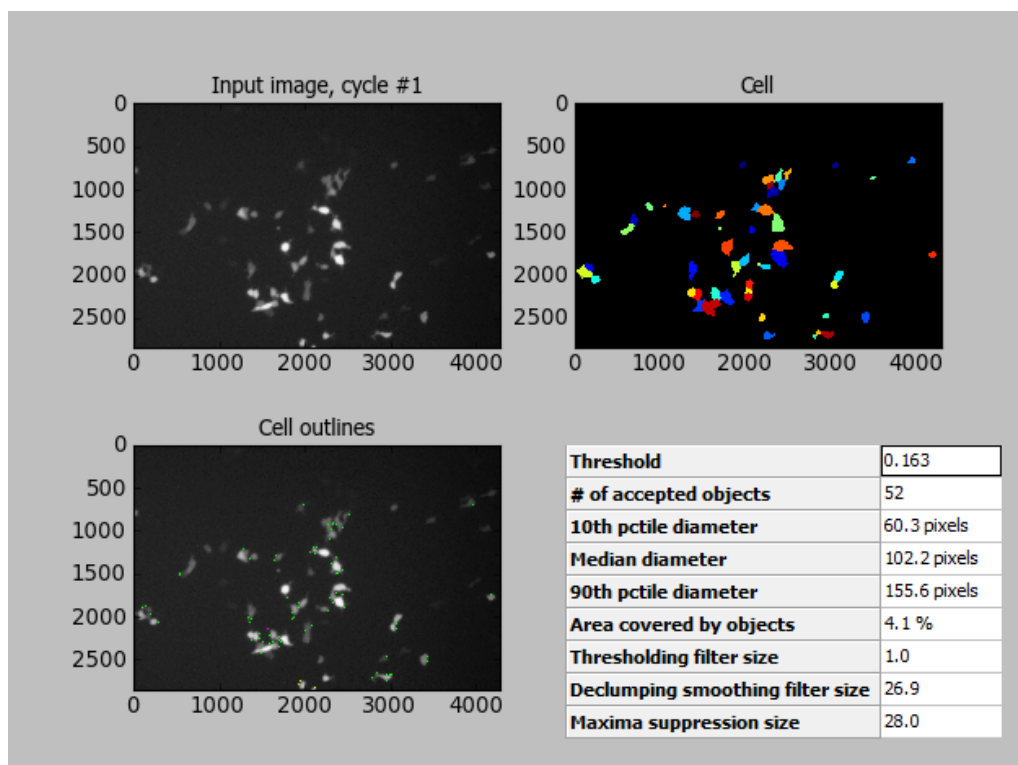 Input image, cycle #1
0
500
1000
1500
2000
2500
0 1000 2000 3000 4000
Cell
0
500
1000
1500
2000
2500
0 1000 2000 3000 4000
Cell outlines
0
500
1000
1500
2000
2500
0 1000 2000 3000 4000
Threshold 0.163
# of accepted objects 52
10th pctile diameter 60.3 pixels
Median diameter 102.2 pixels
90th pctile diameter 155.6 pixels
Area covered by objects 4.1 %
Thresholding filter size 1.0
Declumping smoothing filter size 26.9
Maxima suppression size 28.0